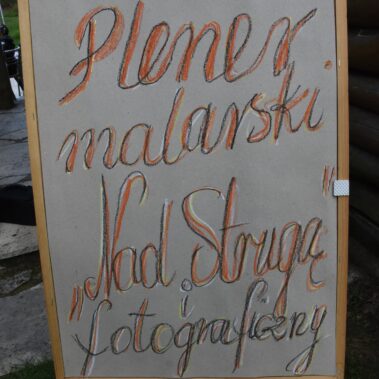 Plener
malarski
„Nad Strugą”
i
fotograficzny